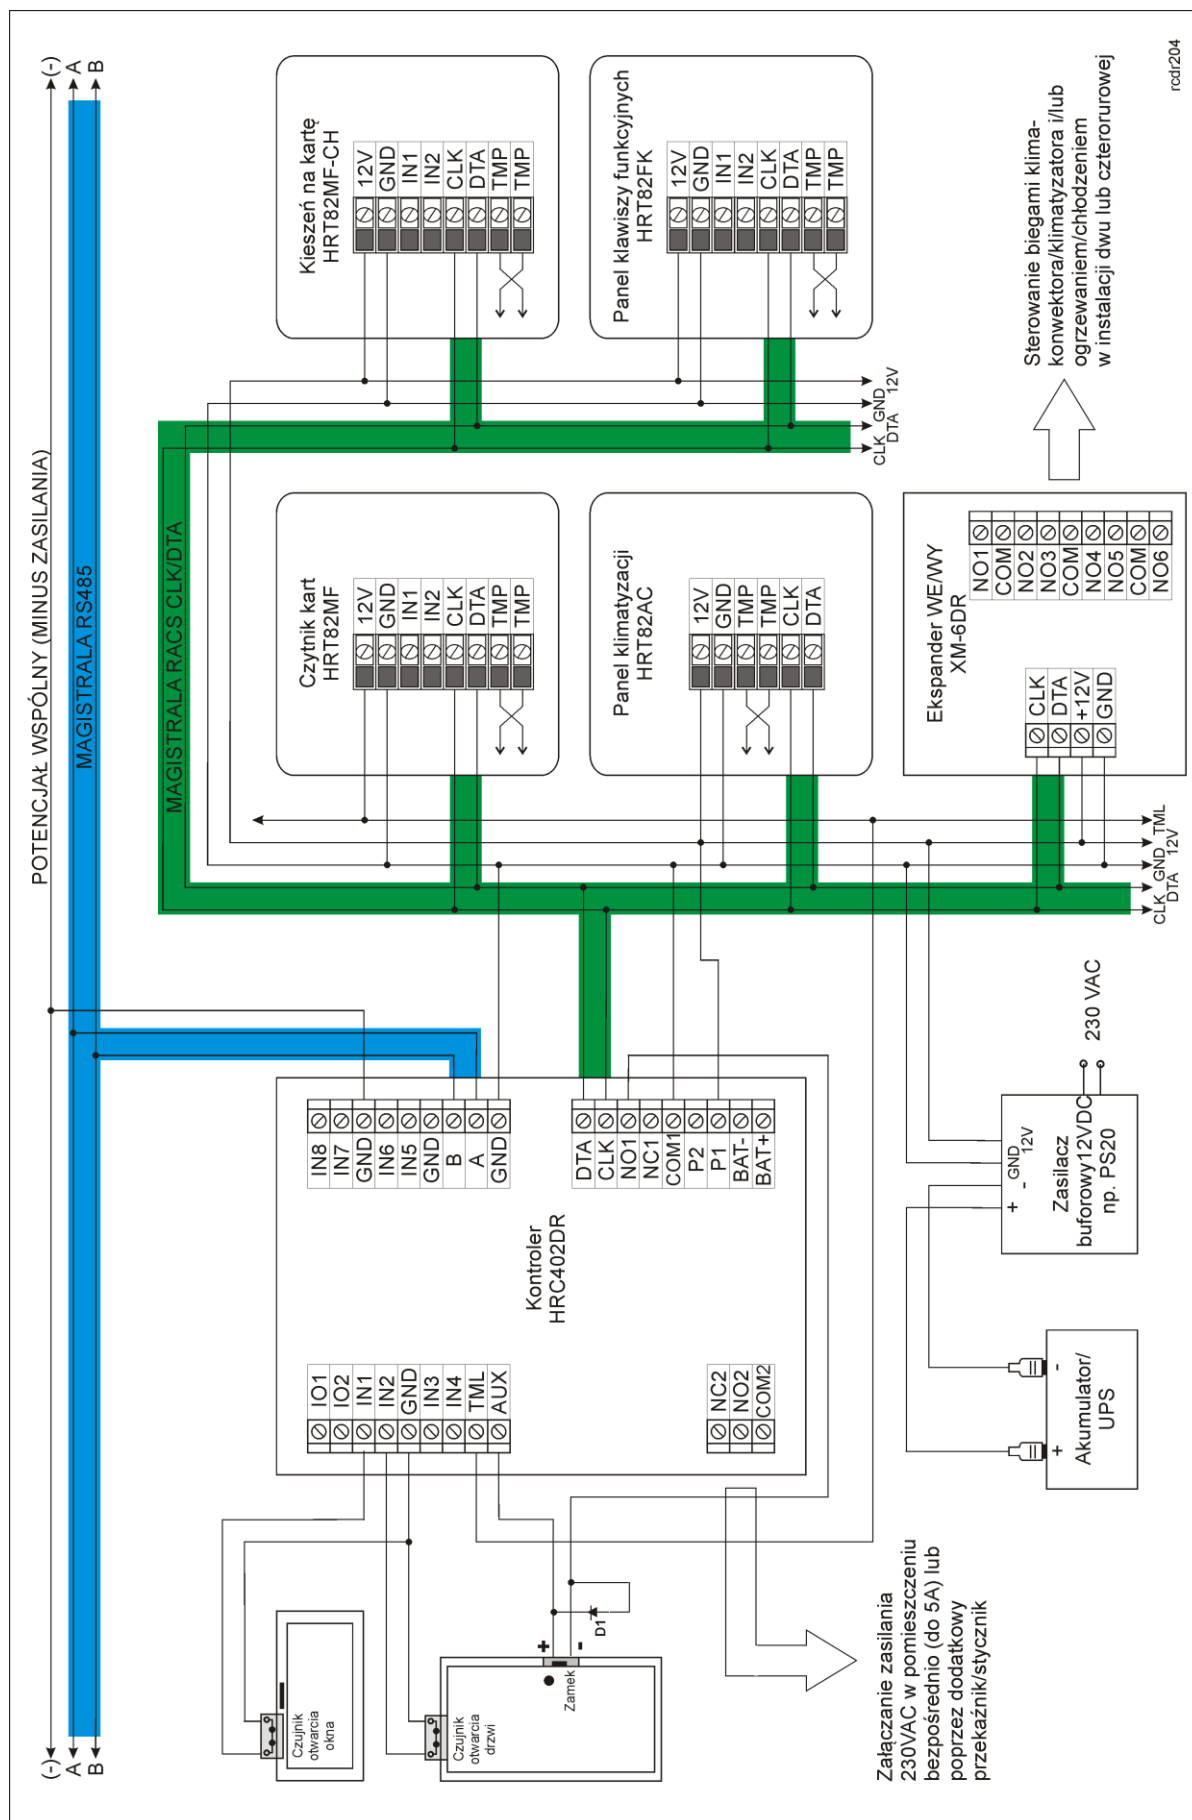 (-)
A
B
POTENCJAŁ WSPÓLNY (MINUS ZASILANIA)
MAGISTRALA RS485
(-)
A
B
MAGISTRALA RACS CLK/DTA
Czujnik
otwarcia
okna
Czujnik
otwarcia
drzwi
Zamek
+
-
D1
Kontroler
HRC402DR
IO1
IO2
IN1
IN2
GND
IN3
IN4
TML
AUX
NC2
NO2
COM2
IN8
IN7
GND
IN6
IN5
GND
B
A
GND
DTA
CLK
NO1
NC1
COM1
P2
P1
BAT-
BAT+
Czytnik kart
HRT82MF
12V
GND
IN1
IN2
CLK
DTA
TMP
TMP
Kieszeń na kartę
HRT82MF-CH
12V
GND
IN1
IN2
CLK
DTA
TMP
TMP
Panel klimatyzacji
HRT82AC
12V
GND
TMP
TMP
CLK
DTA
Panel klawiszy funkcyjnych
HRT82FK
12V
GND
IN1
IN2
CLK
DTA
TMP
TMP
CLK
DTA
GND
12V
Ekspander WE/WY
XM-6DR
CLK
DTA
+12V
GND
NO1
COM
NO2
NO3
COM
NO4
NO5
COM
NO6
CLK
DTA
GND
12V
TML
Sterowanie biegami klima-
konwektora/klimatyzatora i/lub
ogrzewaniem/chłodzeniem
w instalacji dwu lub czterorurowej
Załączanie zasilania
230VAC w pomieszczeniu
bezpośrednio (do 5A) lub
poprzez dodatkowy
przekaźnik/stycznik
+
-
Akumulator/
UPS
+
-
GND
12V
Zasilacz
buforowy12VDC
np. PS20
230 VAC
rcdr204